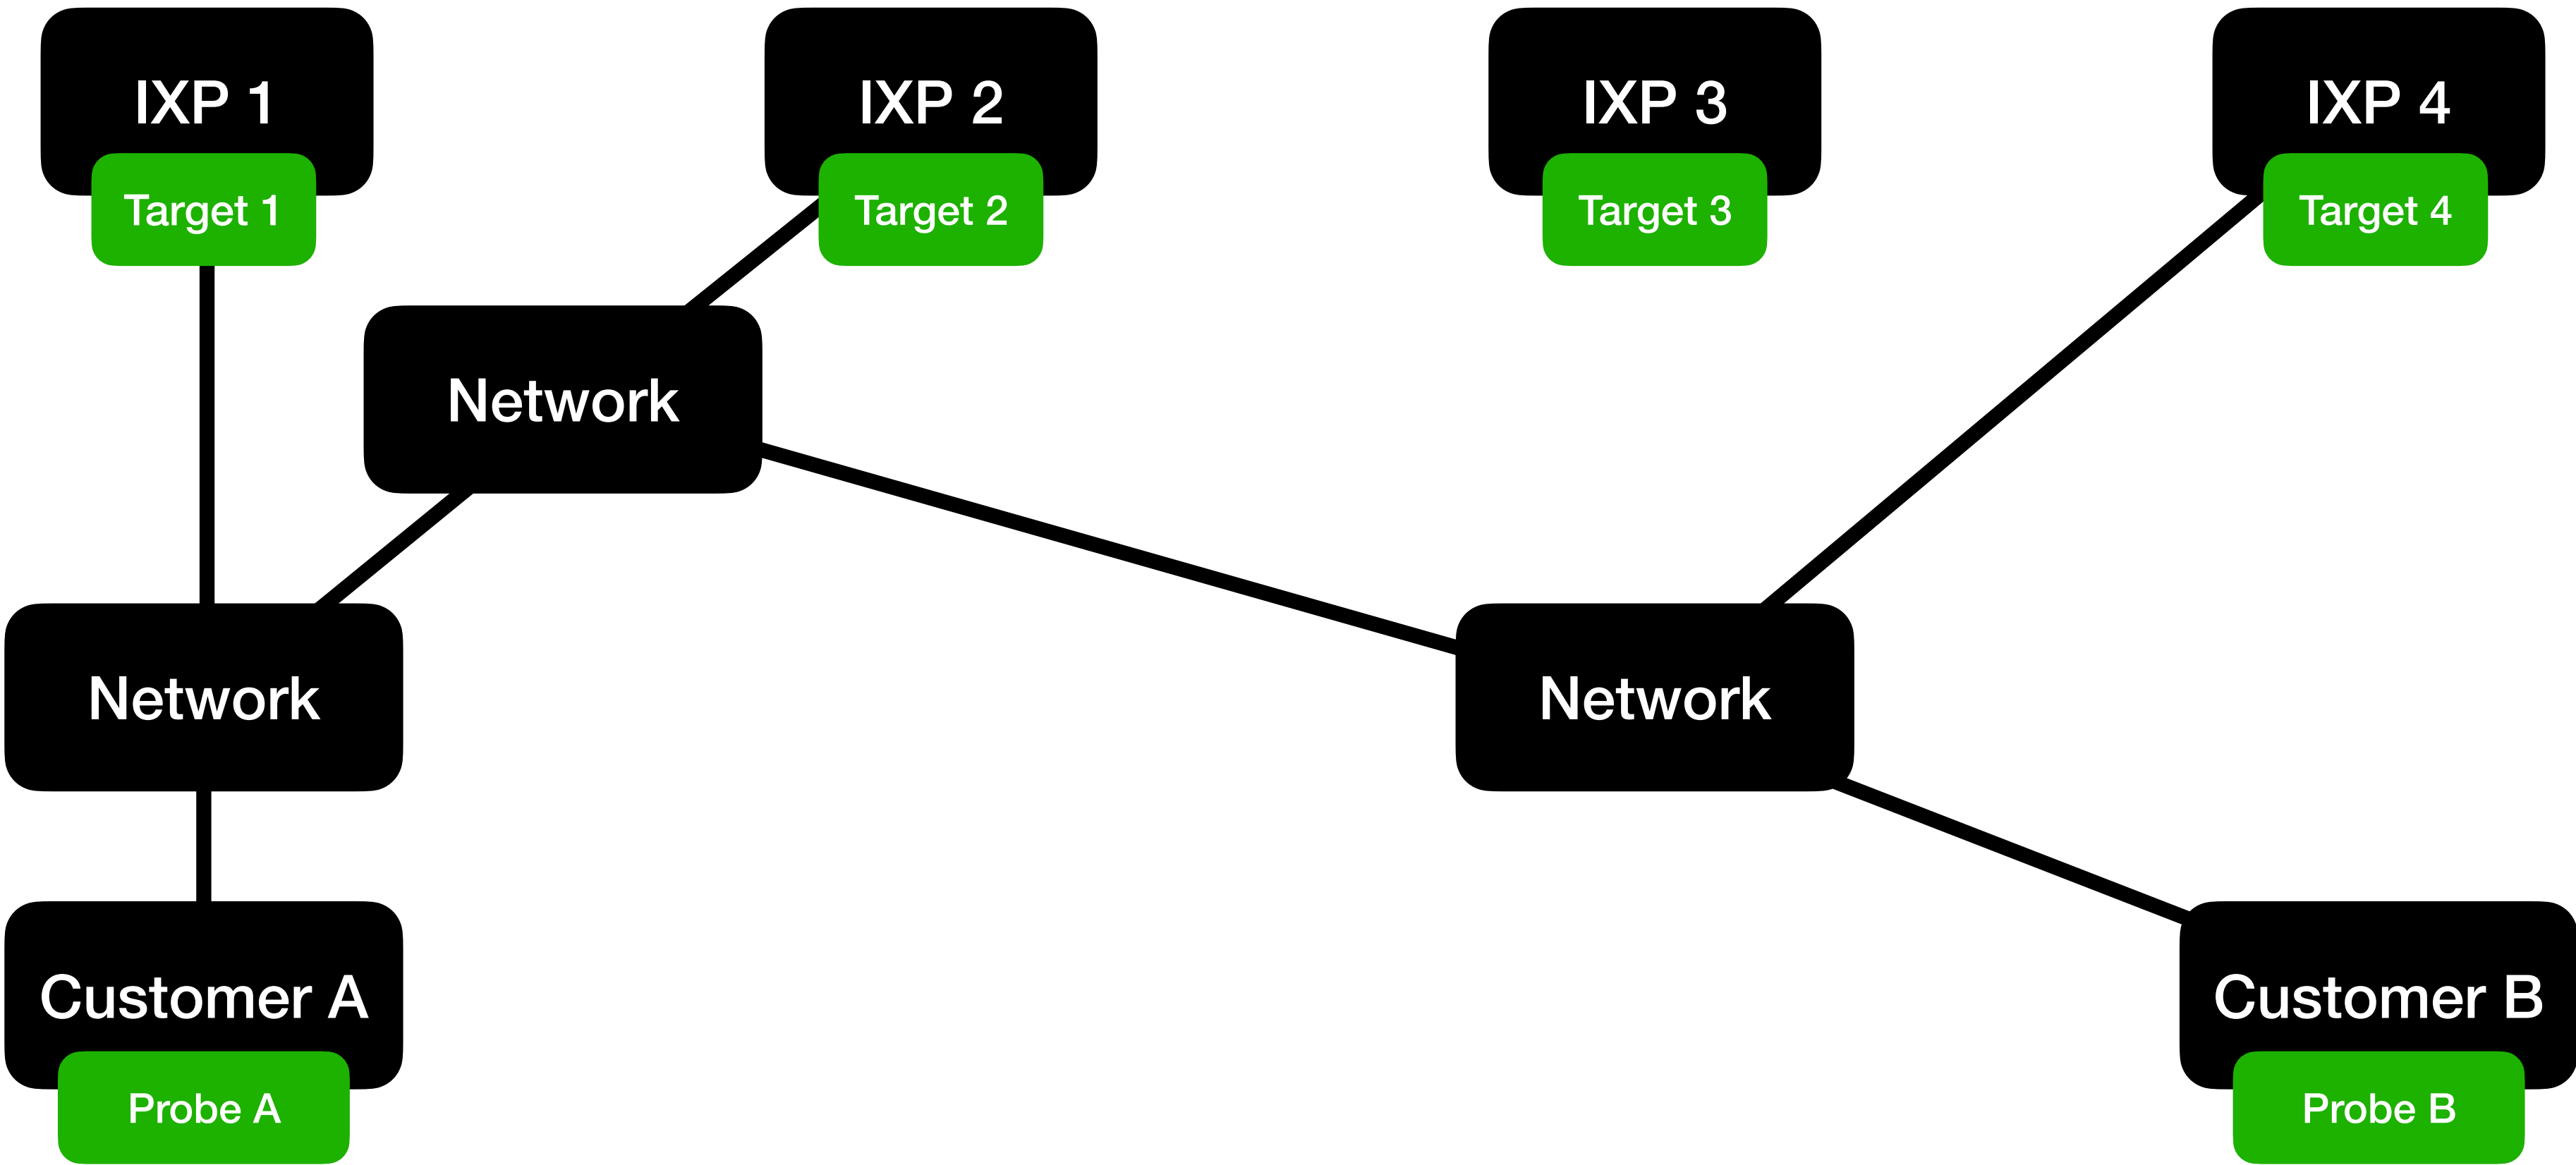 IXP 1
IXP 2
IXP 3
IXP 4
Target 1
Target 2
Target 3
Target 4
Network
Network
Network
Customer A
Customer B
Probe A
Probe B